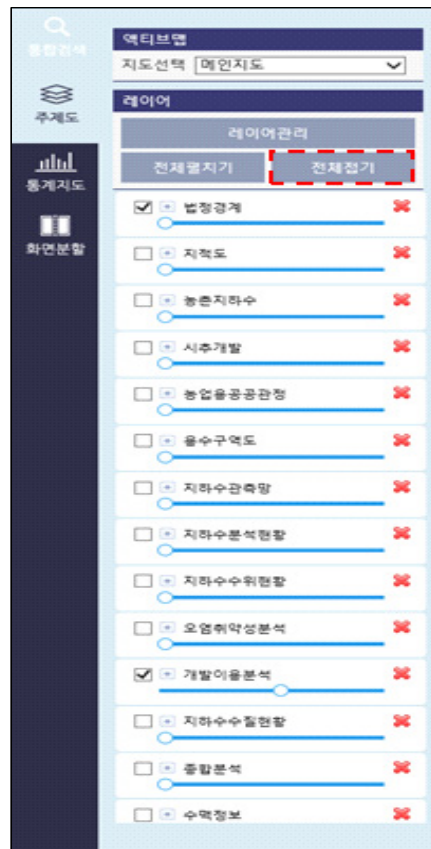 통합검색
주제도
통계지도
화면분할
액티브맵
지도선택 메인지도
레이어
레이어관리
전체펼치기 전체접기
법정경계
지적도
농촌지하수
시추개발
농업용공공관정
용수구역도
지하수관측망
지하수분석현황
지하수수위현황
오염취약성분석
개발이용분석
지하수수질현황
종합분석
수맥정보